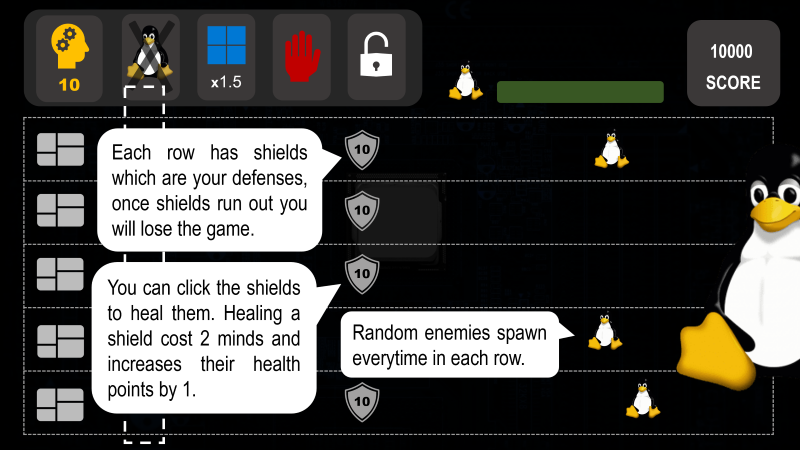 10
x1.5
10000
SCORE
Each row has shields
which are your defenses,
once shields run out you
will lose the game.
10
10
You can click the shields
to heal them. Healing a
shield cost 2 minds and
increases their health
points by 1.
10
Random enemies spawn
everytime in each row.
10